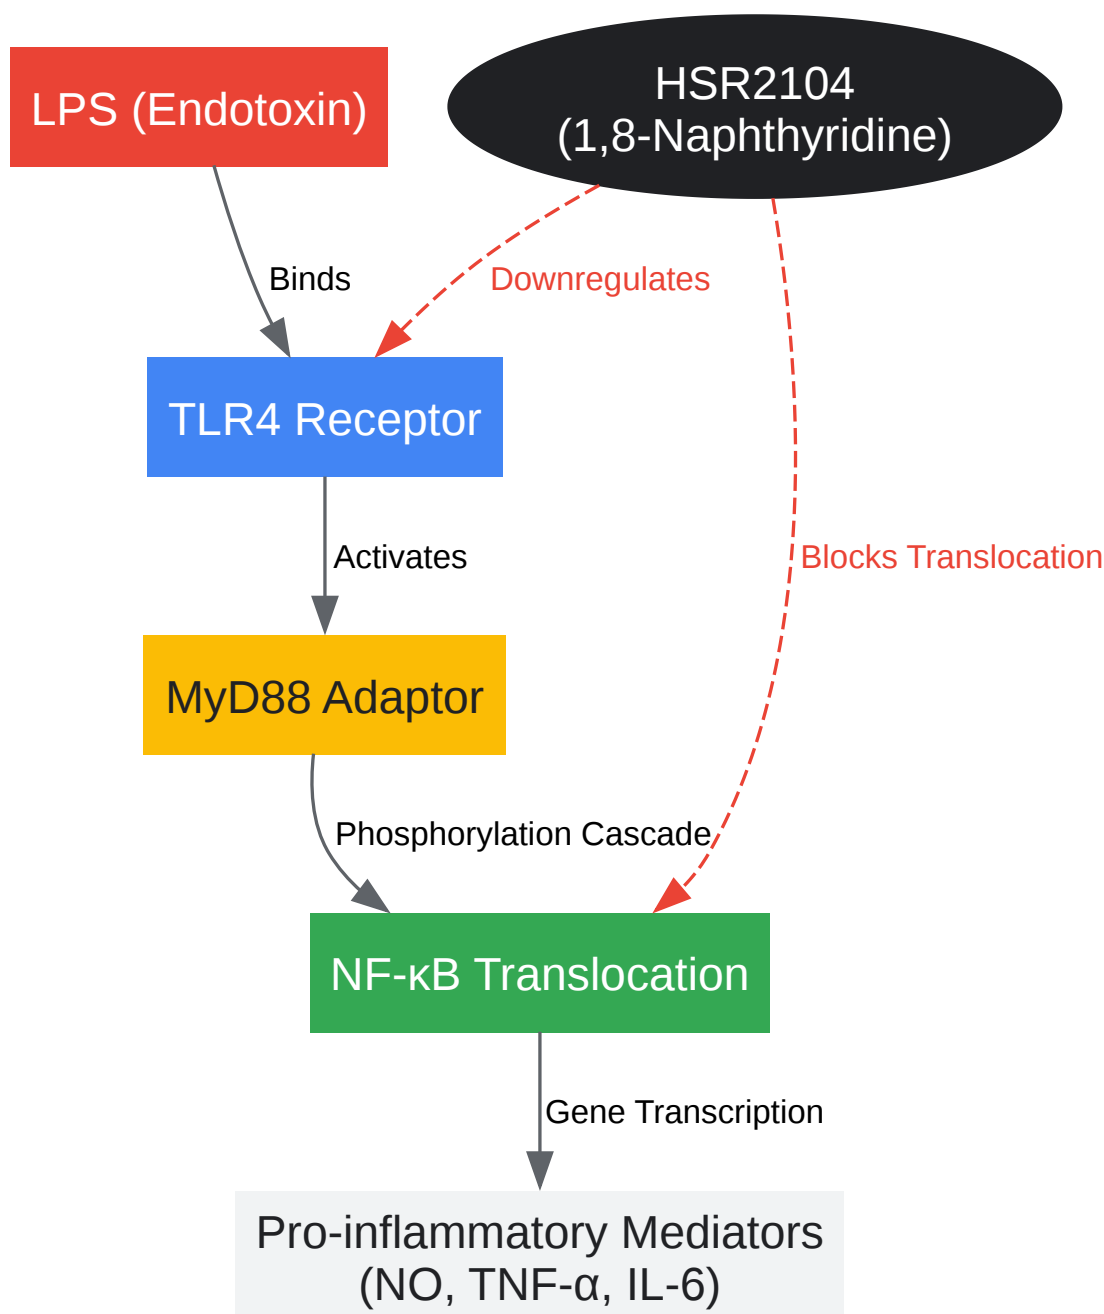 LPS (Endotoxin)
HSR2104
(1,8-Naphthyridine)
Binds
Downregulates
TLR4 Receptor
Activates
Blocks Translocation
MyD88 Adaptor
Phosphorylation Cascade
NF-κB Translocation
Gene Transcription
Pro-inflammatory Mediators
(NO, TNF-α, IL-6)